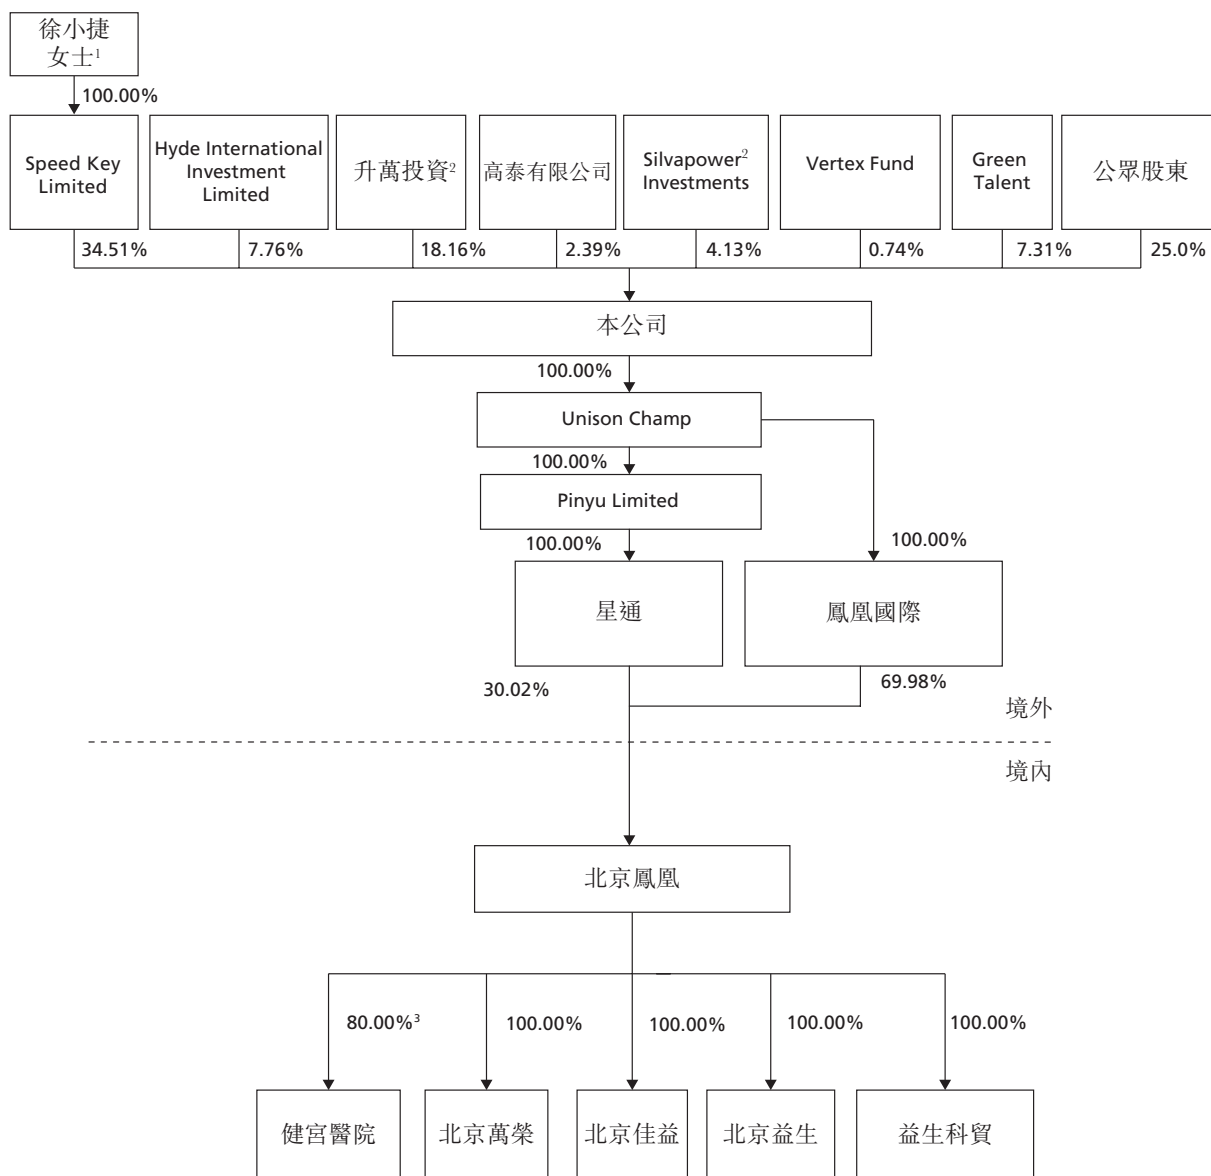 徐小捷
女士1
100.00%
Speed Key
Limited
Hyde International
Investment
Limited
升萬投資2
高泰有限公司
Silvapower2
Investments
Vertex Fund
Green
Talent
公眾股東
34.51%
7.76%
18.16%
2.39%
4.13%
0.74%
7.31%
25.0%
本公司
100.00%
Unison Champ
100.00%
Pinyu Limited
100.00%
100.00%
星通
鳳凰國際
30.02%
69.98%
境外
境內
北京鳳凰
80.00%3
100.00%
100.00%
100.00%
100.00%
健宮醫院
北京萬榮
北京佳益
北京益生
益生科貿